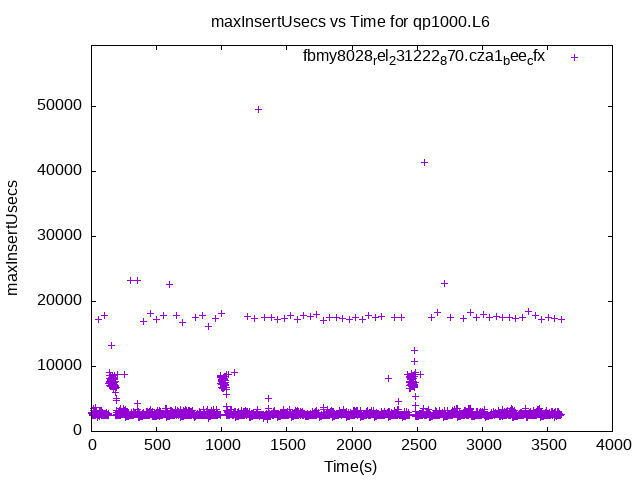 maxInsertUsecs vs Time for qp1000.L6
fbmy8028rel231222870.cza1beecfx
50000
40000
30000
20000
10000
0
maxInsertUsecs
0 500 1000 1500 2000 2500 3000 3500 4000
Time(s)